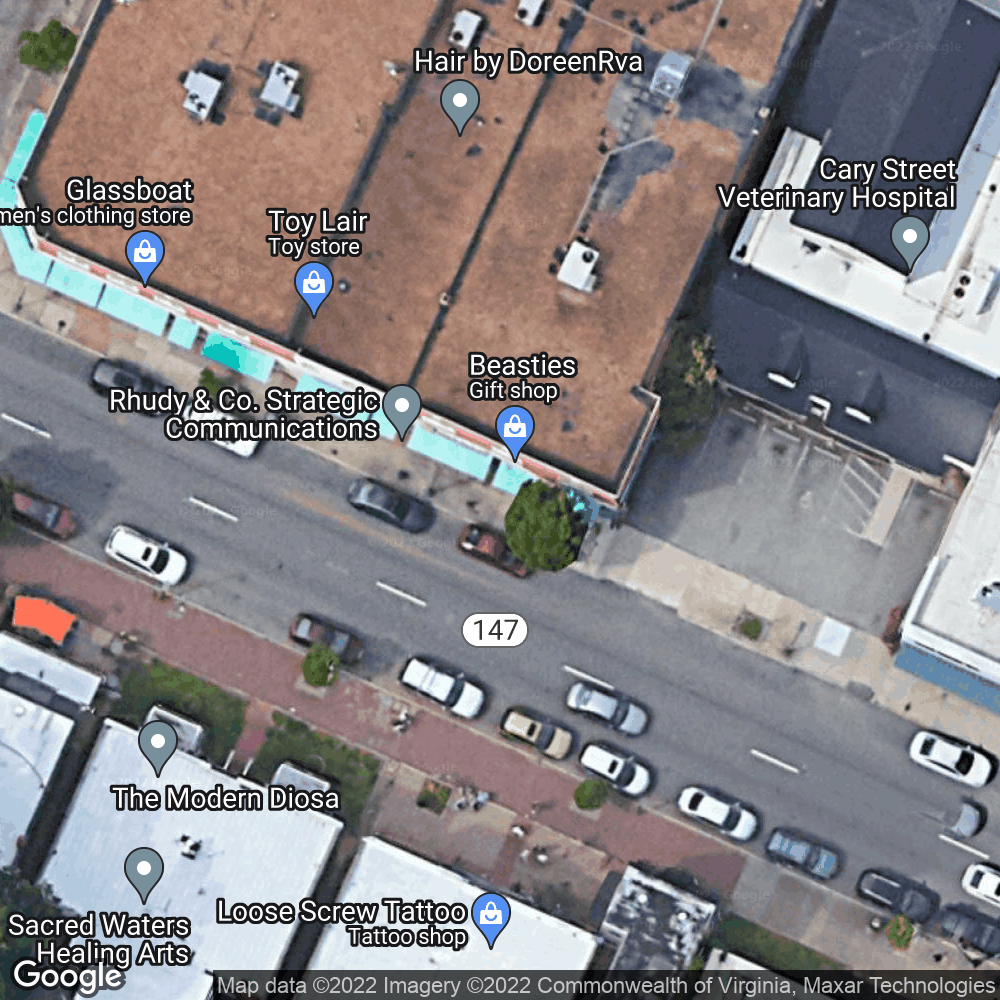 Hair by DoreenRva
Cary Street
Veterinary Hospital
Glassboat
men's clothing store
Toy Lair
Toy store
Beasties
Gift shop
Rhudy & Co. Strategic
Communications
147
The Modern Diosa
Sacred Waters
Healing Arts
Loose Screw Tattoo
Tattoo shop
Google
Map data ©2022 Imagery ©2022 Commonwealth of Virginia, Maxar Technologies